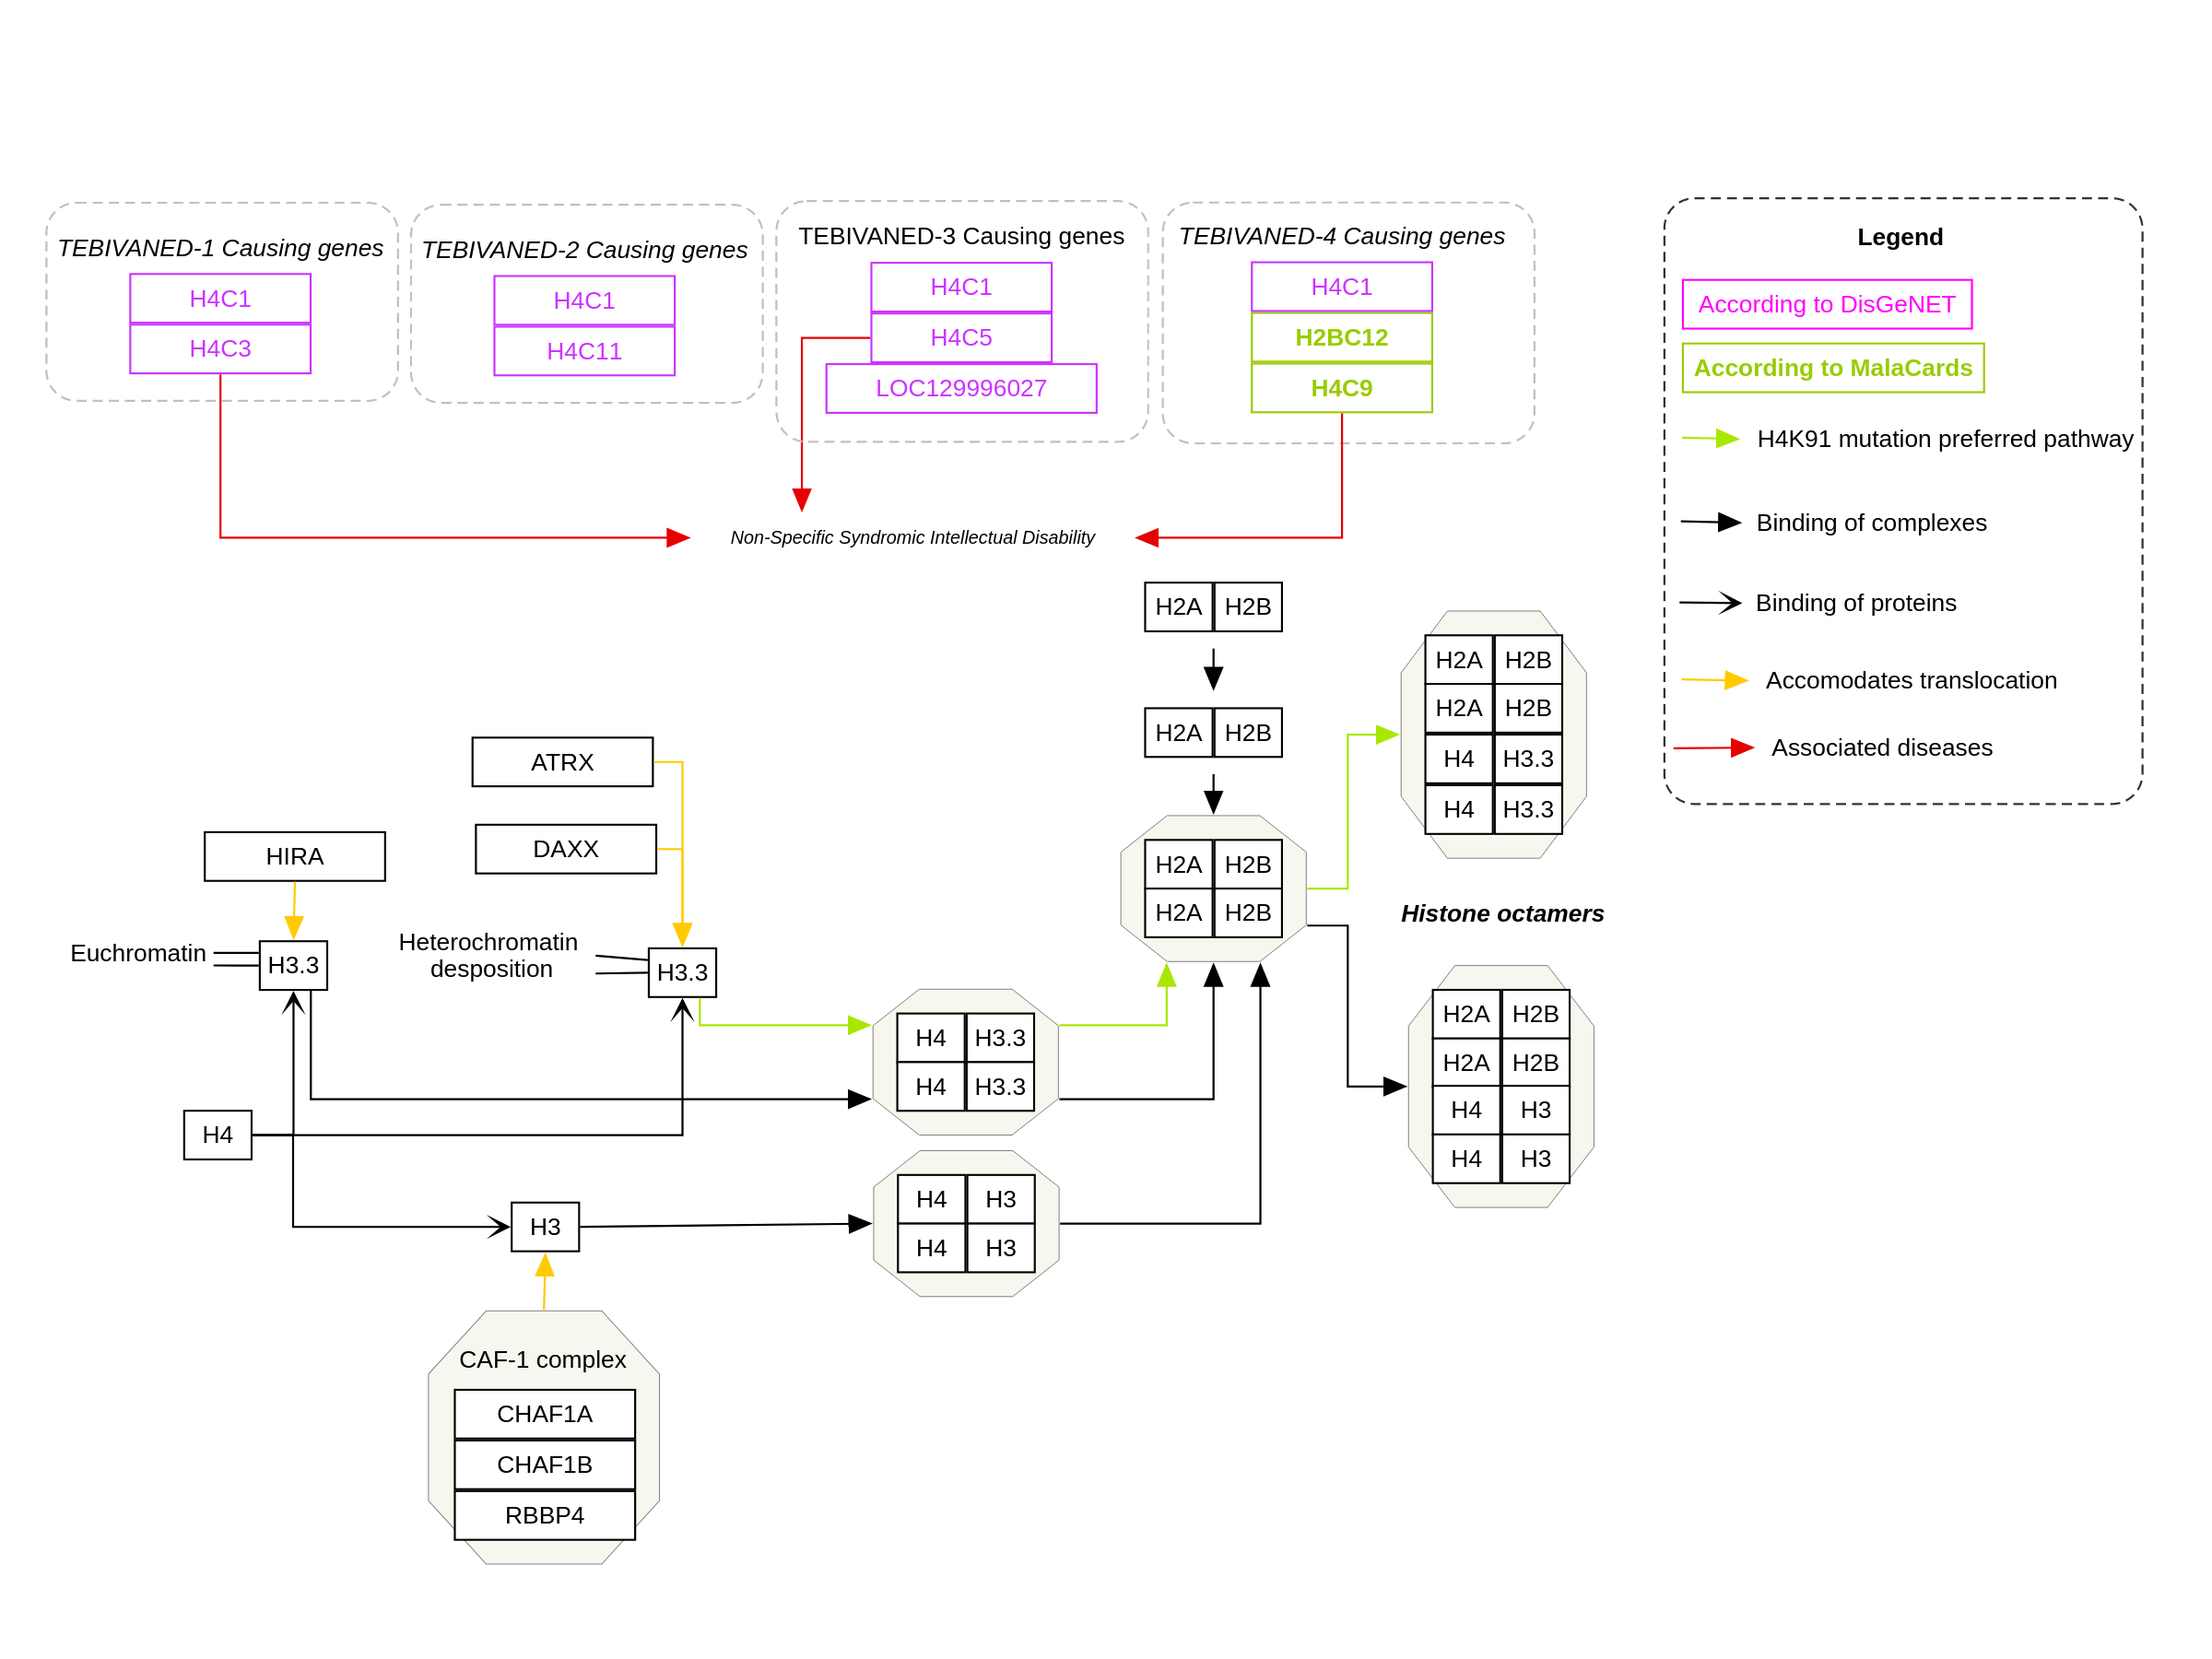 TEBIVANED-1 Causing genes
H4C1
H4C3
TEBIVANED-2 Causing genes
H4C1
H4C11
TEBIVANED-3 Causing genes
H4C1
H4C5
LOC129996027
TEBIVANED-4 Causing genes
H4C1
H2BC12
H4C9
Legend
According to DisGeNET
According to MalaCards
H4K91 mutation preferred pathway
Binding of complexes
Binding of proteins
Accomodates translocation
Associated diseases
Non-Specific Syndromic Intellectual Disability
H2A H2B
H2A H2B
H2A H2B
H2A H2B
H2A H2B
H2A H2B
H4 H3.3
H4 H3.3
Histone octamers
H2A H2B
H2A H2B
H4 H3
H4 H3
ATRX
DAXX
HIRA
Euchromatin
H3.3
Heterochromatin
desposition
H3.3
H4 H3.3
H4 H3.3
H4
H3
H4 H3
H4 H3
CAF-1 complex
CHAF1A
CHAF1B
RBBP4